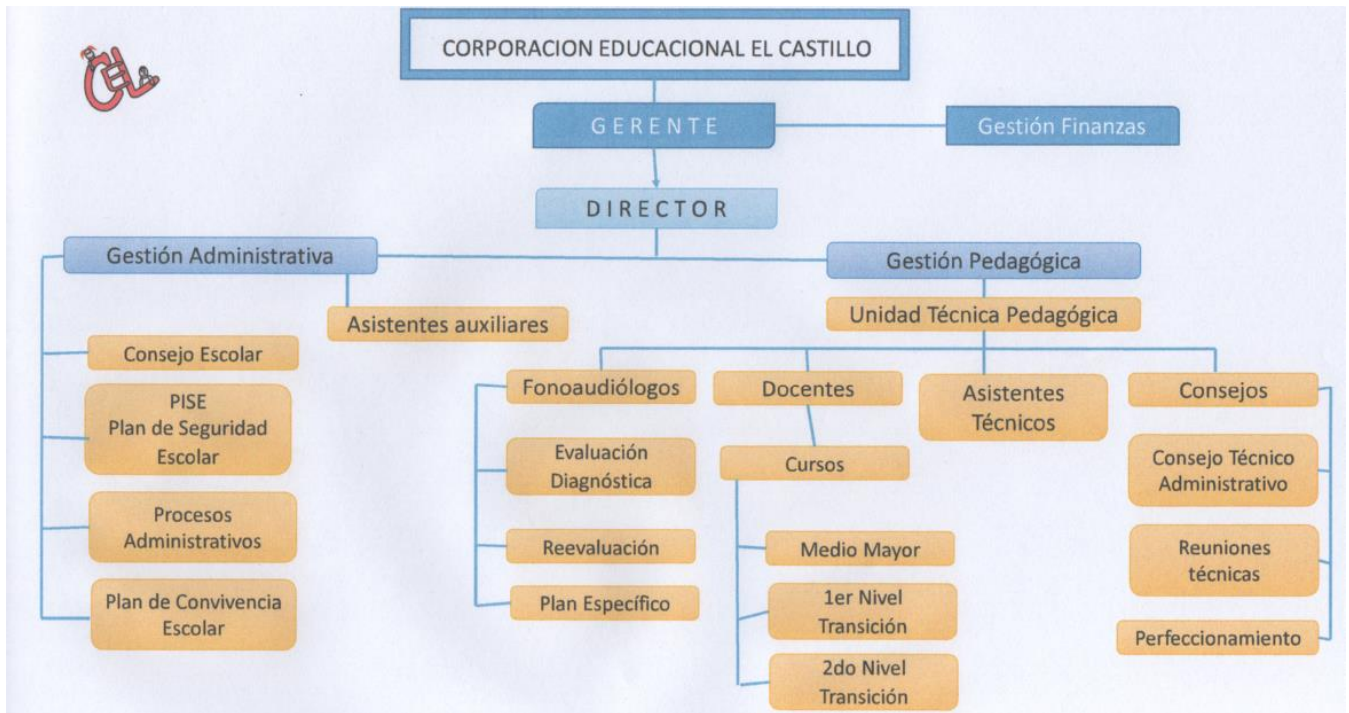 CORPORACION EDUCACIONAL EL CASTILLO
GERENTE
Gestión Finanzas
DIRECTOR
Gestión Administrativa
Gestión Pedagógica
Asistentes auxiliares
Unidad Técnica Pedagógica
Consejo Escolar
PISE
Plan de Seguridad
Escolar
Procesos
Administrativos
Plan de Convivencia
Escolar
Fonoaudiólogos
Evaluación
Diagnóstica
Reevaluación
Plan Específico
Docentes
Cursos
Medio Mayor
1er Nivel
Transición
2do Nivel
Transición
Asistentes
Técnicos
Consejos
Consejo Técnico
Administrativo
Reuniones
técnicas
Perfeccionamiento